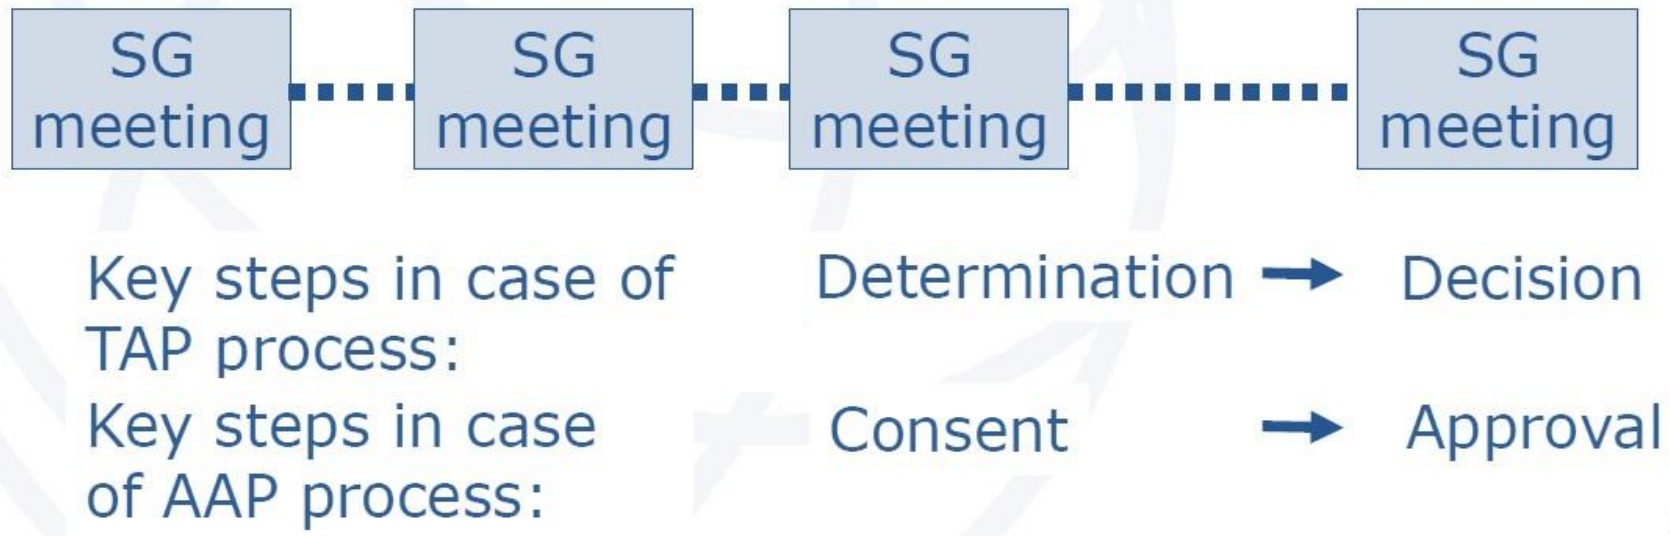 SG
meeting
SG
meeting
SG
meeting
SG
meeting
Key steps in case of
TAP process:
Determination → Decision
Key steps in case
of AAP process:
Consent → Approval